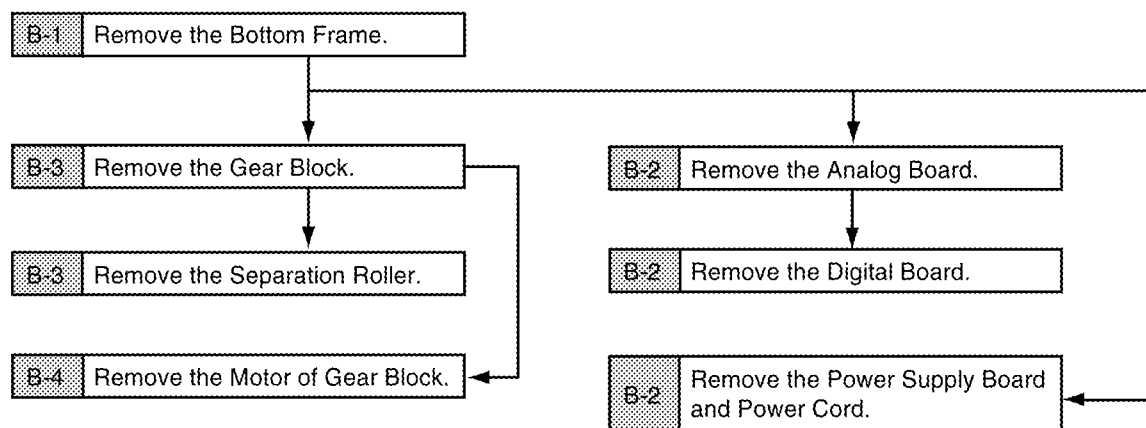 B-1 Remove the Bottom Frame.
B-3 Remove the Gear Block.
B-3 Remove the Separation Roller.
B-4 Remove the Motor of Gear Block.
B-2 Remove the Analog Board.
B-2 Remove the Digital Board.
B-2 Remove the Power Supply Board
and Power Cord.